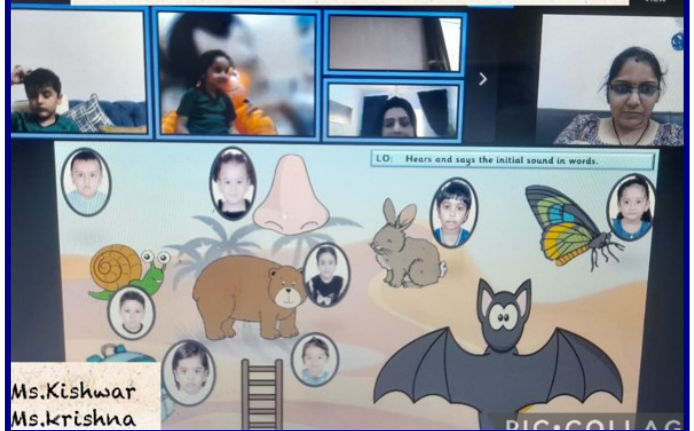 LO: Hears and says the initial sound in words.
Ms.Kishwar
Ms.krishna
PIC•COLLAG